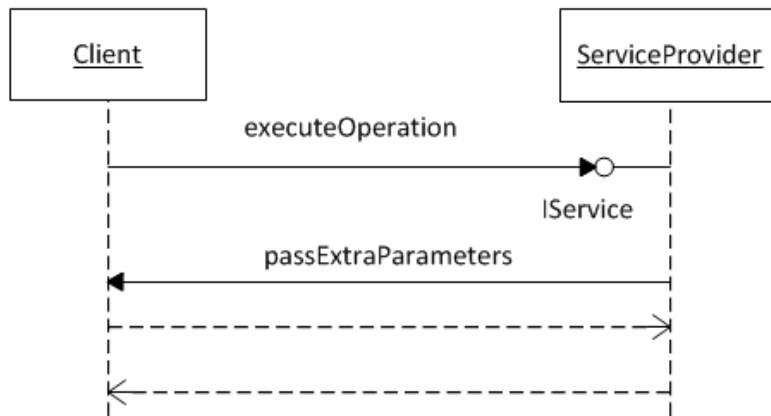 Client
ServiceProvider
executeOperation
IService
passExtraParameters